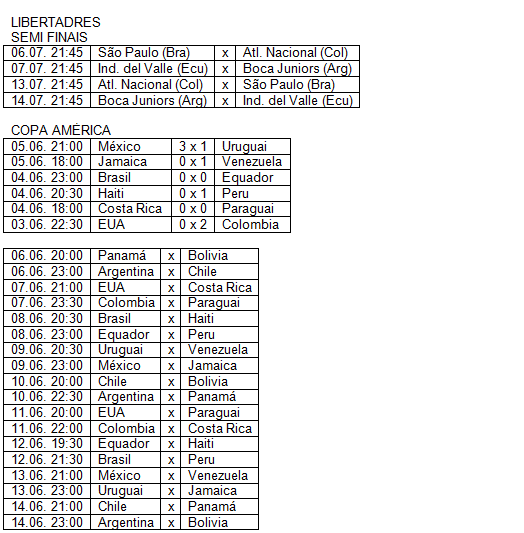 LIBERTADRES
SEMI FINAIS
06.07. 21:45 São Paulo (Bra) x Atl. Nacional (Col)
07.07. 21:45 Ind. del Valle (Ecu) x Boca Juniors (Arg)
13.07. 21:45 Atl. Nacional (Col) x São Paulo (Bra)
14.07. 21:45 Boca Juniors (Arg) x Ind. del Valle (Ecu)
COPA AMÉRICA
05.06. 21:00 México 3 x 1 Uruguai
05.06. 18:00 Jamaica 0 x 1 Venezuela
04.06. 23:00 Brasil 0 x 0 Equador
04.06. 20:30 Haiti 0 x 1 Peru
04.06. 18:00 Costa Rica 0 x 0 Paraguai
03.06. 22:30 EUA 0 x 2 Colombia
06.06. 20:00 Panamá x Bolivia
06.06. 23:00 Argentina x Chile
07.06. 21:00 EUA x Costa Rica
07.06. 23:30 Colombia x Paraguai
08.06. 20:30 Brasil x Haiti
08.06. 23:00 Equador x Peru
09.06. 20:30 Uruguai x Venezuela
09.06. 23:00 México x Jamaica
10.06. 20:00 Chile x Bolivia
10.06. 22:30 Argentina x Panamá
11.06. 20:00 EUA x Paraguai
11.06. 22:00 Colombia x Costa Rica
12.06. 19:30 Equador x Haiti
12.06. 21:30 Brasil x Peru
13.06. 21:00 México x Venezuela
13.06. 23:00 Uruguai x Jamaica
14.06. 21:00 Chile x Panamá
14.06. 23:00 Argentina x Bolivia